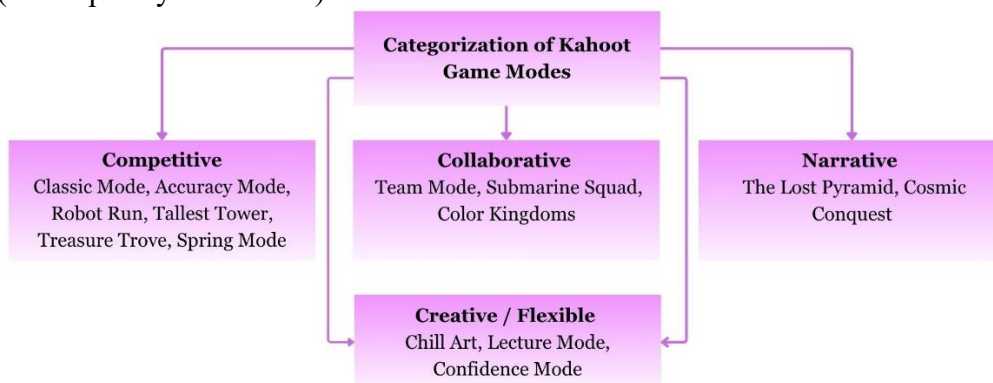 Categorization of Kahoot
Game Modes
Competitive
Classic Mode, Accuracy Mode,
Robot Run, Tallest Tower,
Treasure Trove, Spring Mode
Collaborative
Team Mode, Submarine Squad,
Color Kingdoms
Narrative
The Lost Pyramid, Cosmic
Conquest
Creative / Flexible
Chill Art, Lecture Mode,
Confidence Mode